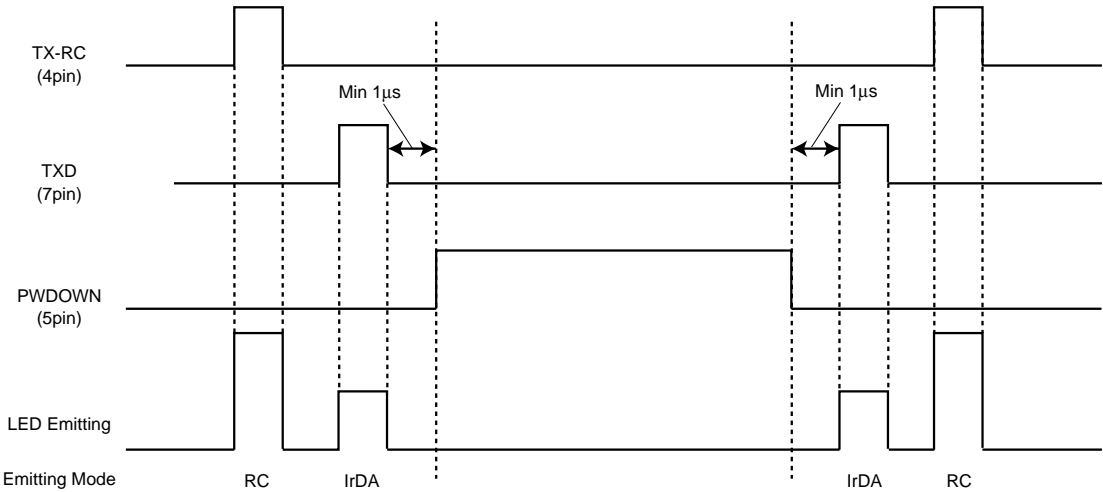 TX-RC
(4pin)
Min 1μs
Min 1μs
TXD
(7pin)
PWDOWN
(5pin)
LED Emitting
Emitting Mode RC IrDA IrDA RC